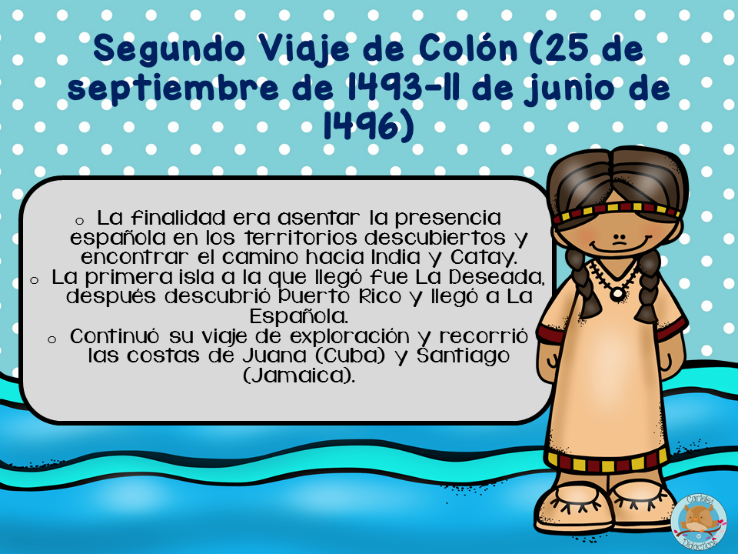 Segundo Viaje de Colón (25 de
septiembre de 1493-11 de junio de
1496)
o La finalidad era asentar la presencia
española en los territorios descubiertos y
encontrar el camino hacia India y Catay.
o La primera isla a la que llegó fue La Deseada,
después descubrió Puerto Rico y llegó a La
Española.
o Continuó su viaje de exploración y recorrió
las costas de Juana (Cuba) y Santiago
(Jamaica).